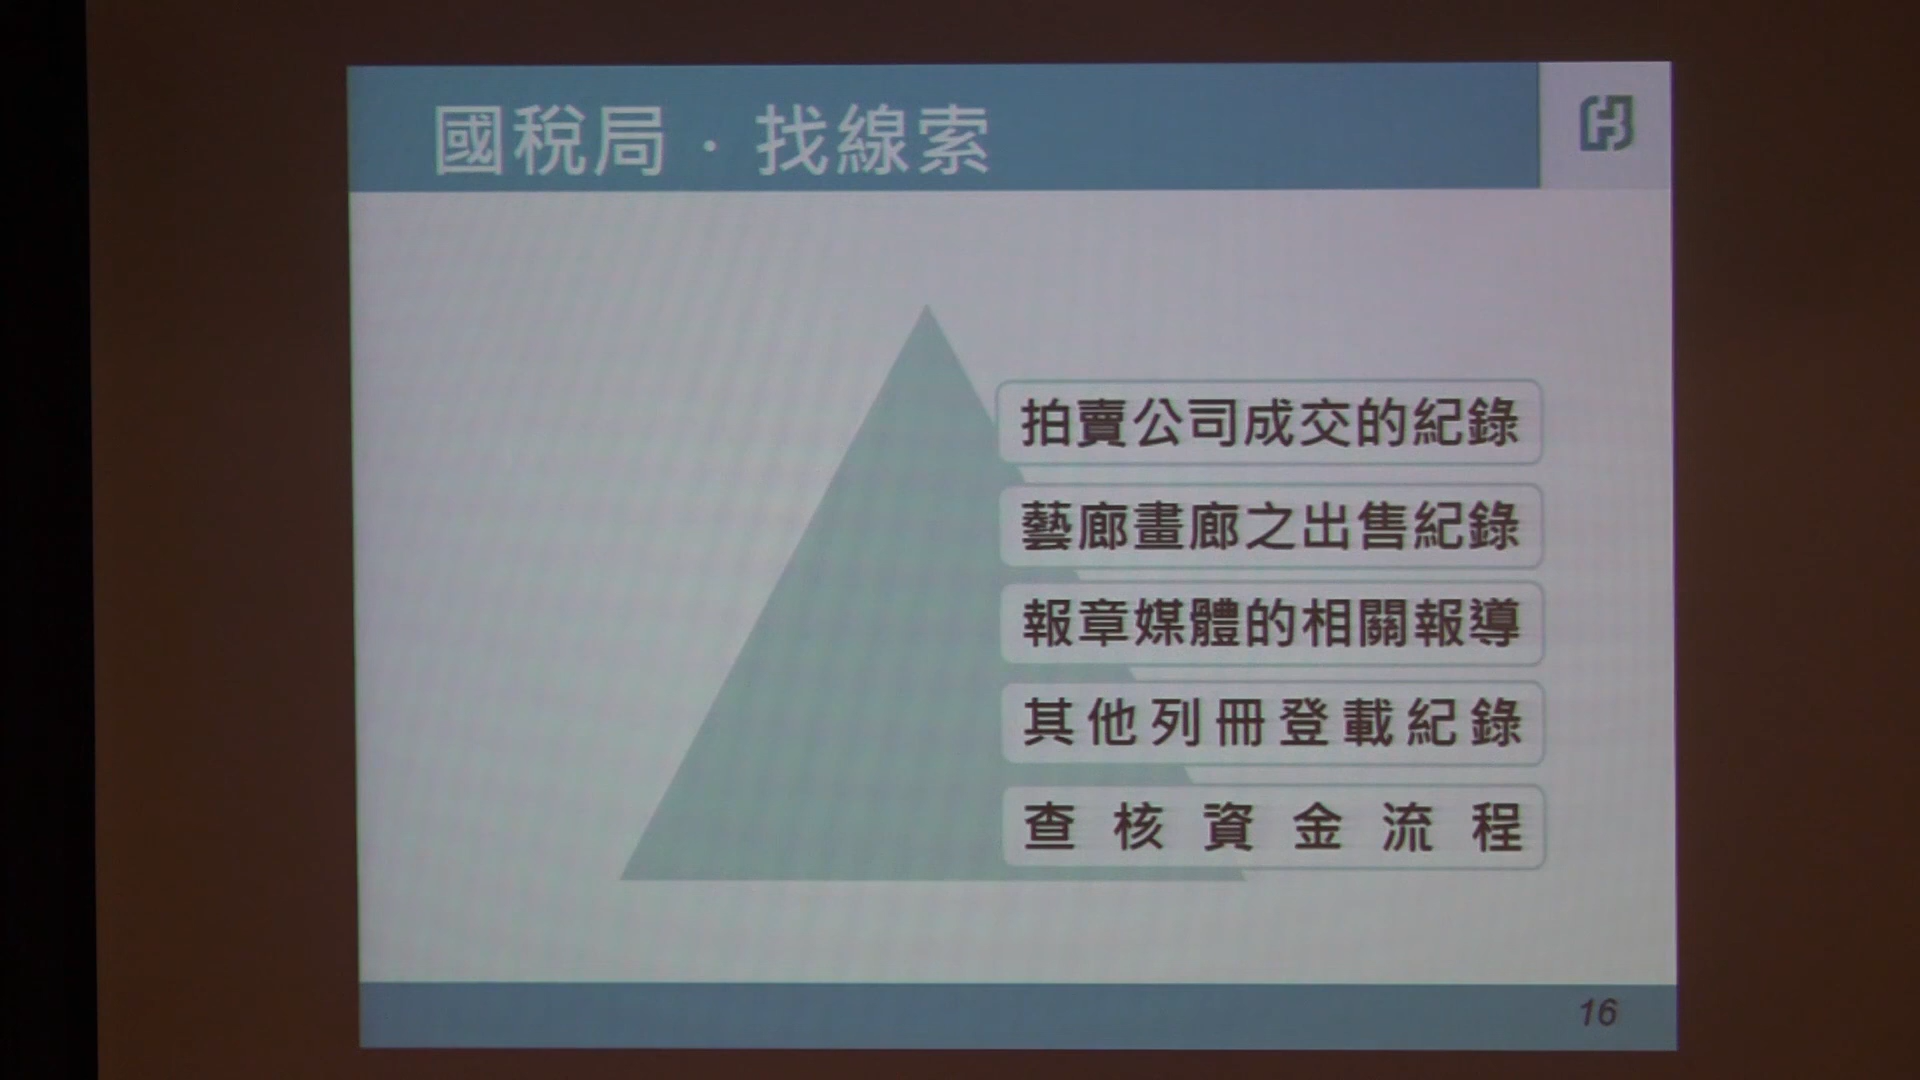 國稅局・找線索
拍賣公司成交的紀錄
藝廊畫廊之出售紀錄
報章媒體的相關報導
其他列冊登載紀錄
查核資金流程
16